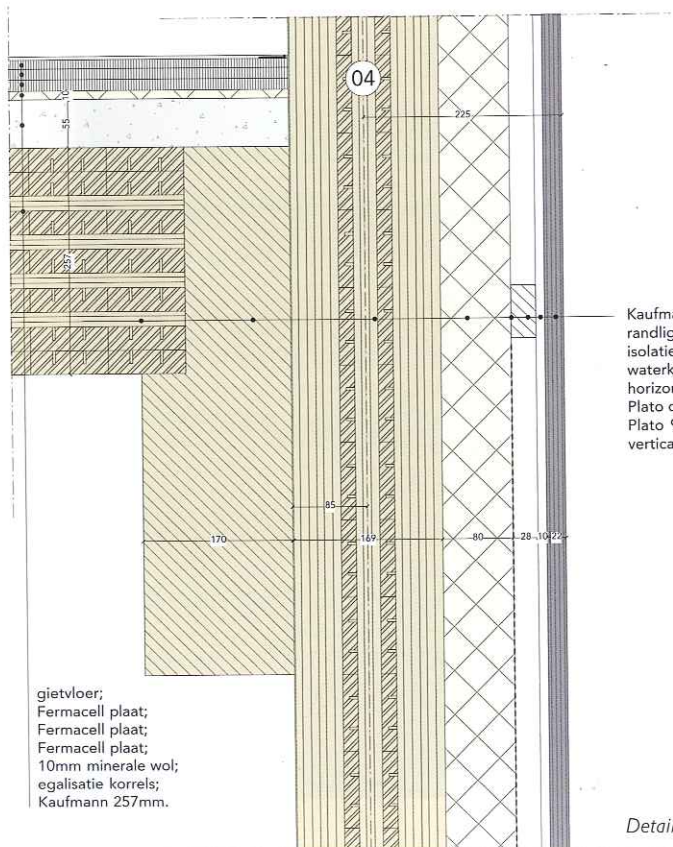 04
225
10
55
257
85
170
169
80
28
10
22
Kaufma
randlig
isolatie
waterk
horizon
Plato
Plato
vertica
gietvloer;
Fermacell plaat;
Fermacell plaat;
Fermacell plaat;
10mm minerale wol;
egalisatie korrels;
Kaufmann 257mm.
Detail